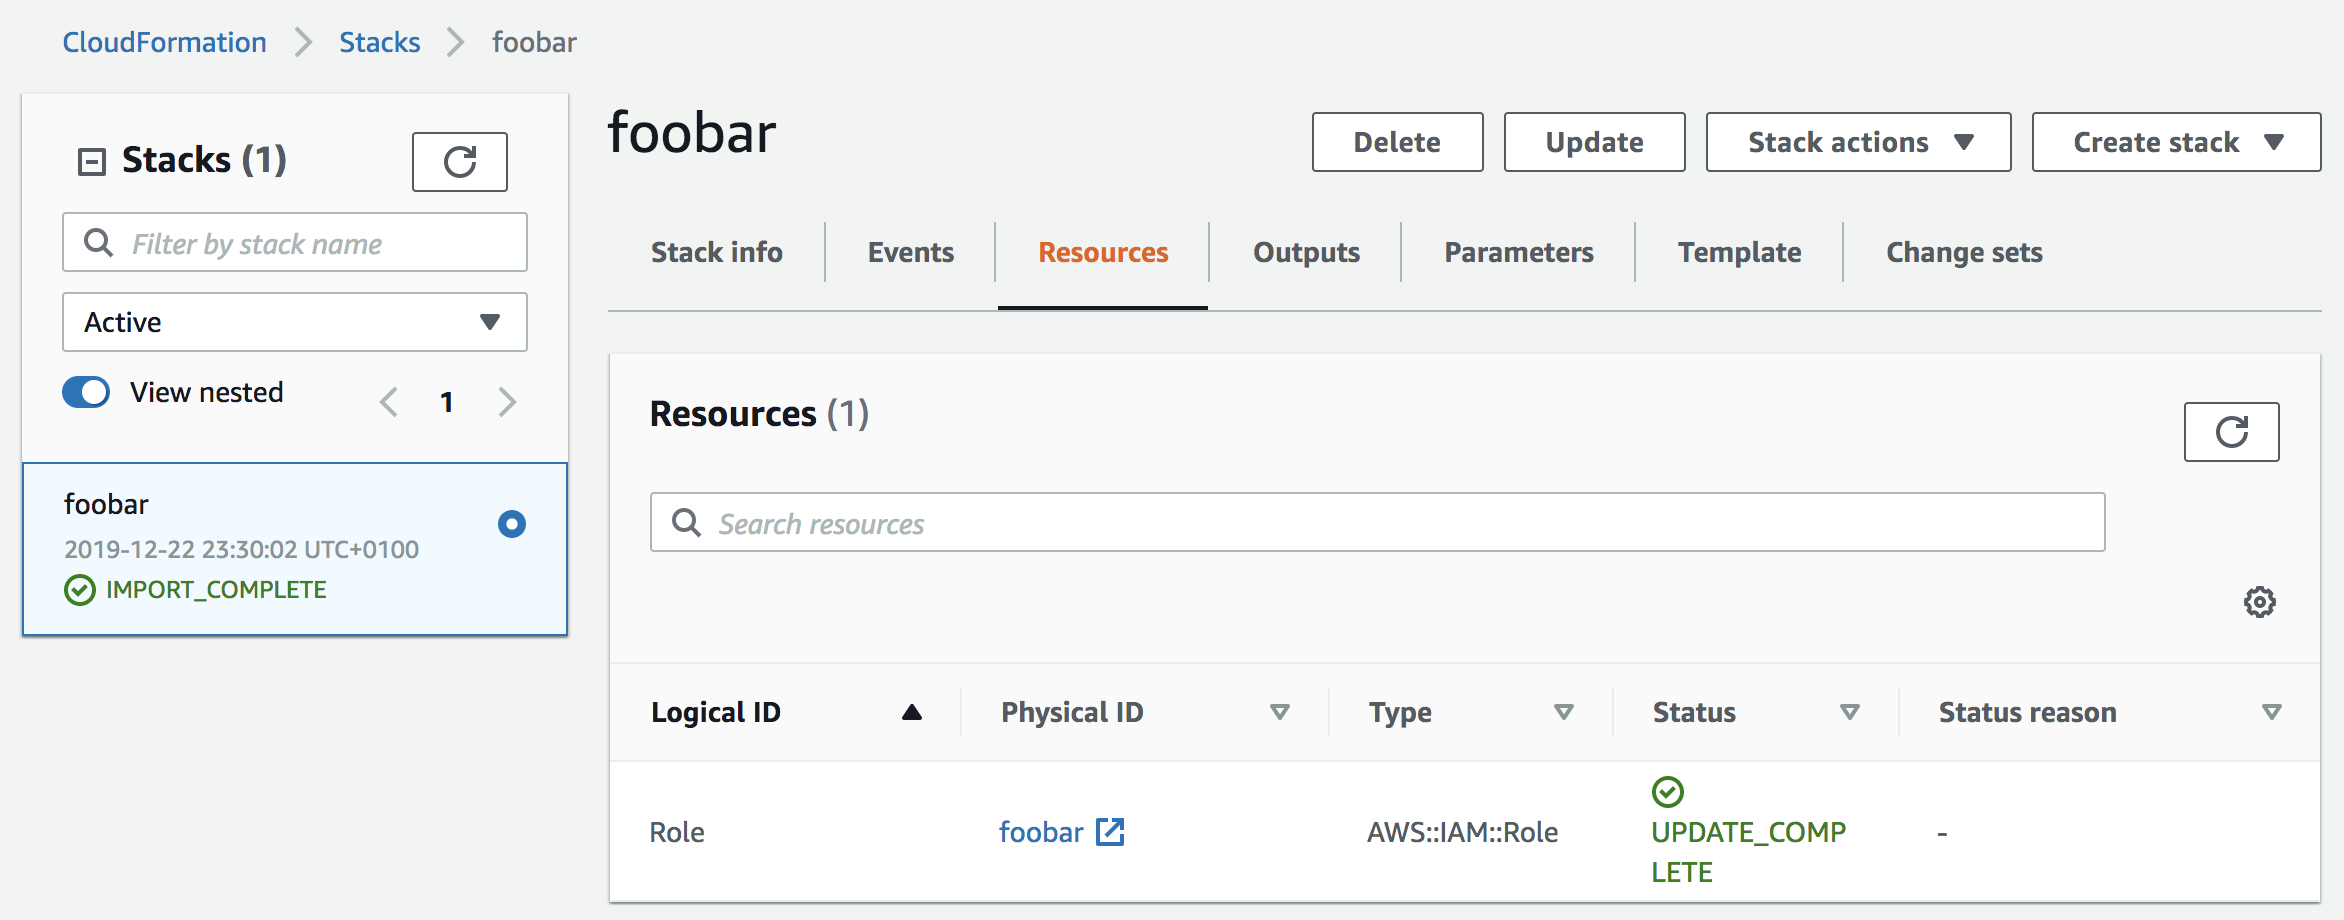 CloudFormation > Stacks > foobar
Stacks (1)
Filter by stack name
Active
View nested
1
foobar
2019-12-22 23:30:02 UTC+0100
IMPORT_COMPLETE
foobar
Delete
Update
Stack actions
Create stack
Stack info
Events
Resources
Outputs
Parameters
Template
Change sets
Resources (1)
Search resources
Logical ID
Physical ID
Type
Status
Status reason
Role
foobar
AWS::IAM::Role
UPDATE_COMP
LETE
-